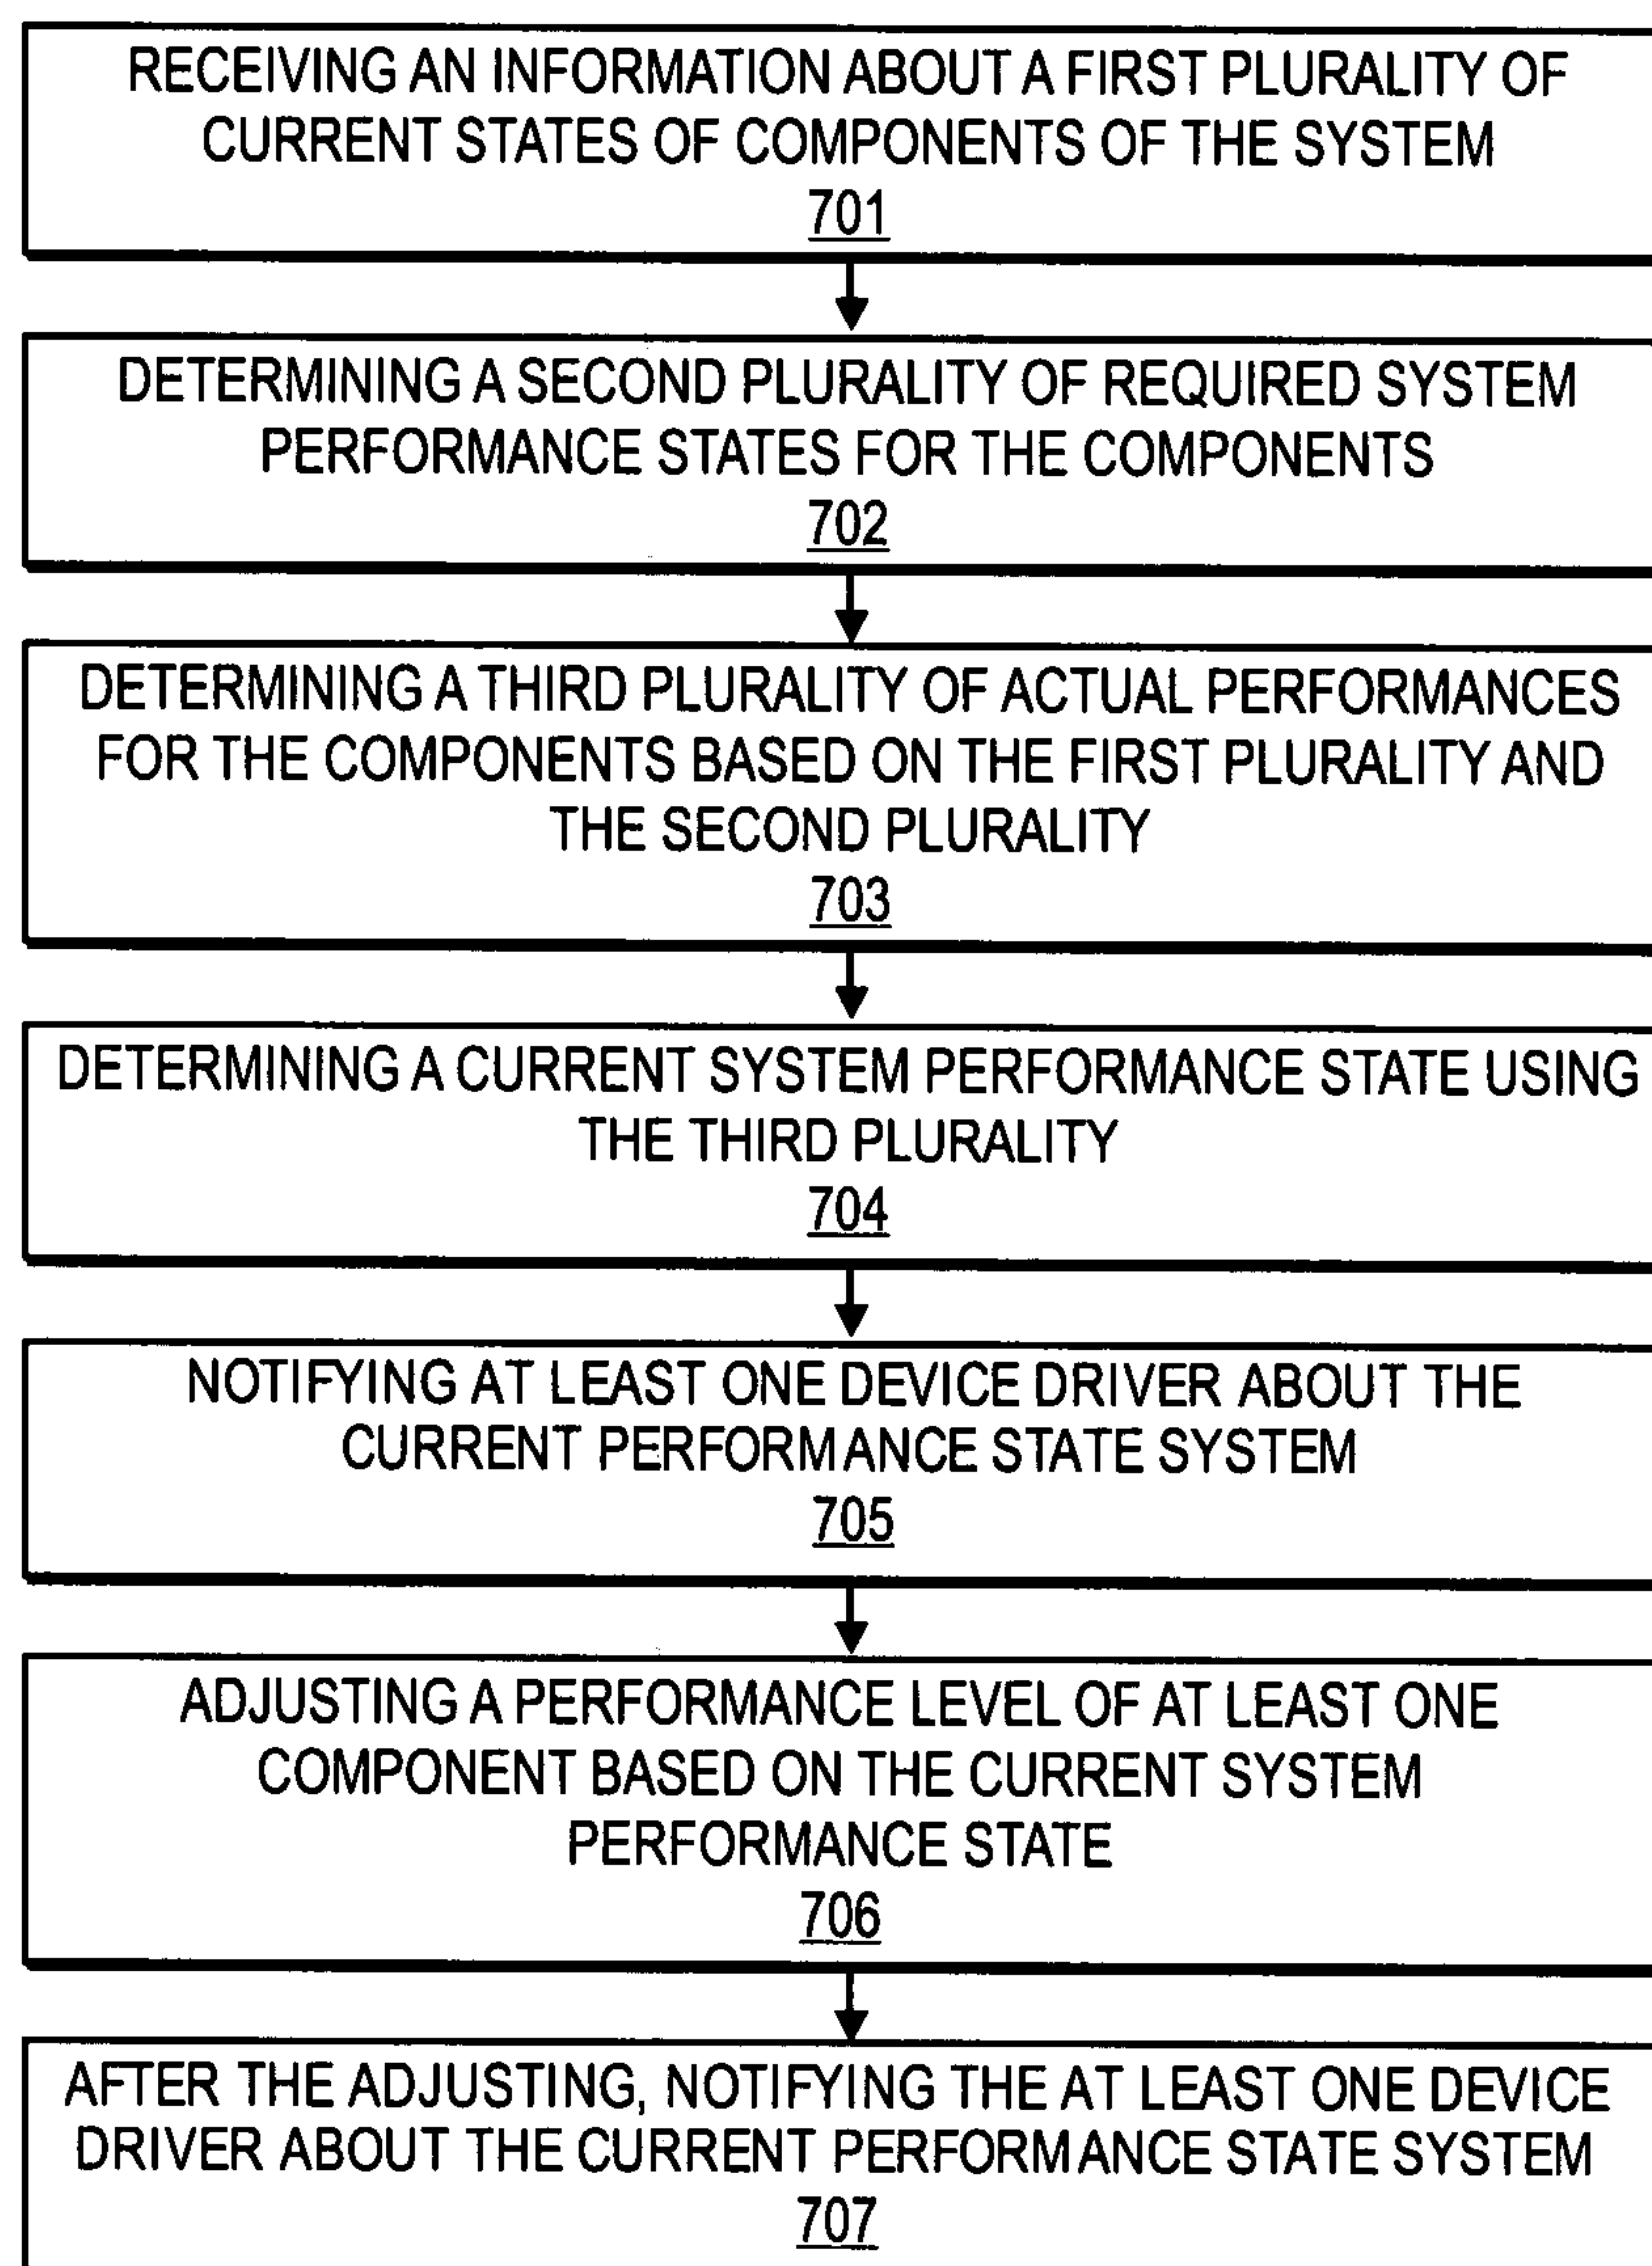 RECEIVING AN INFORMATION ABOUT A FIRST PLURALITY OF
CURRENT STATES OF COMPONENTS OF THE SYSTEM
701
DETERMINING A SECOND PLURALITY OF REQUIRED SYSTEM
PERFORMANCE STATES FOR THE COMPONENTS
702
DETERMINING A THIRD PLURALITY OF ACTUAL PERFORMANCES
FOR THE COMPONENTS BASED ON THE FIRST PLURALITY AND
THE SECOND PLURALITY
703
DETERMINING A CURRENT SYSTEM PERFORMANCE STATE USING
THE THIRD PLURALITY
704
NOTIFYING AT LEAST ONE DEVICE DRIVER ABOUT THE
CURRENT PERFORMANCE STATE SYSTEM
705
ADJUSTING A PERFORMANCE LEVEL OF AT LEAST ONE
COMPONENT BASED ON THE CURRENT SYSTEM
PERFORMANCE STATE
706
AFTER THE ADJUSTING, NOTIFYING THE AT LEAST ONE DEVICE
DRIVER ABOUT THE CURRENT PERFORMANCE STATE SYSTEM
707